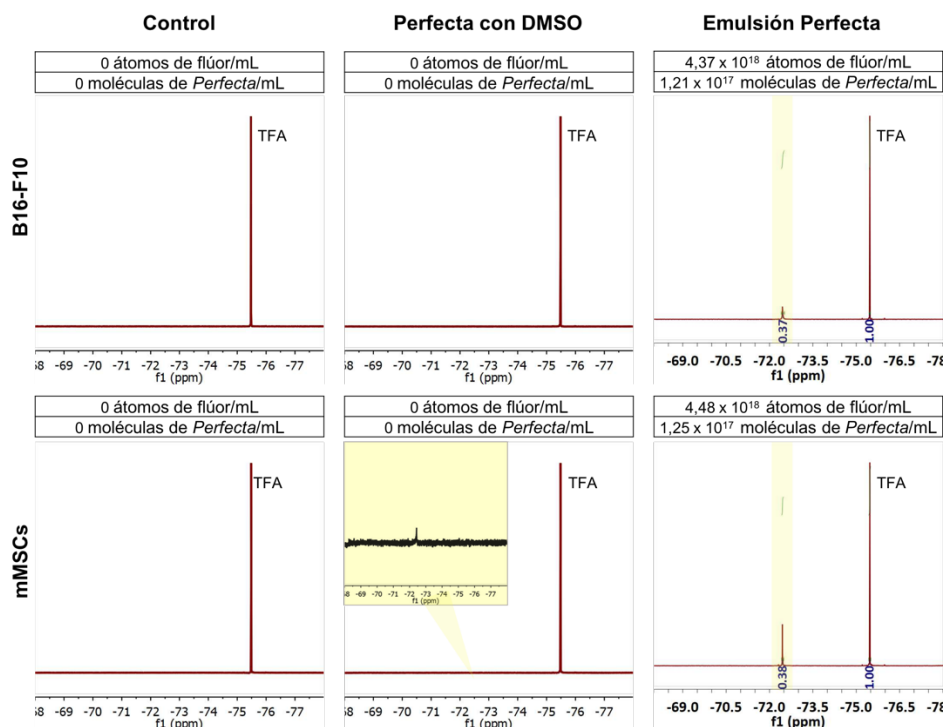 Control
Perfecta con DMSO
Emulsión Perfecta
B16-F10
0 átomos de flúor/mL
0 moléculas de Perfecta/mL
TFA
68 -69 -70 -71 -72 -73 -74 -75 -76 -77
f1 (ppm)
0 átomos de flúor/mL
0 moléculas de Perfecta/mL
TFA
68 -69 -70 -71 -72 -73 -74 -75 -76 -77
f1 (ppm)
4,37 x 10¹⁸ átomos de flúor/mL
1,21 x 10¹⁷ moléculas de Perfecta/mL
TFA
0.37
1.00
-69.0 -70.5 -72.0 -73.5 -75.0 -76.5 -78
f1 (ppm)
mMSCs
0 átomos de flúor/mL
0 moléculas de Perfecta/mL
TFA
68 -69 -70 -71 -72 -73 -74 -75 -76 -77
f1 (ppm)
0 átomos de flúor/mL
0 moléculas de Perfecta/mL
68 -69 -70 -71 -72 -73 -74 -75 -76 -77
f1 (ppm)
TFA
68 -69 -70 -71 -72 -73 -74 -75 -76 -77
f1 (ppm)
4,48 x 10¹⁸ átomos de flúor/mL
1,25 x 10¹⁷ moléculas de Perfecta/mL
TFA
0.38
1.00
-69.0 -70.5 -72.0 -73.5 -75.0 -76.5 -78
f1 (ppm)